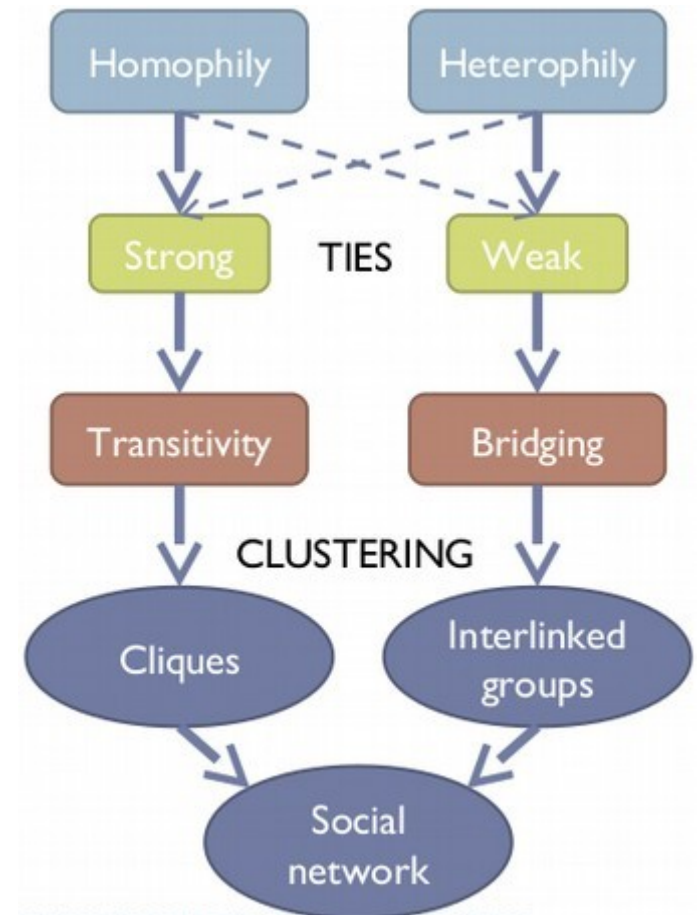 Homophily
Heterophily
Strong
TIES
Weak
Transitivity
Bridging
CLUSTERING
Cliques
Interlinked
groups
Social
network